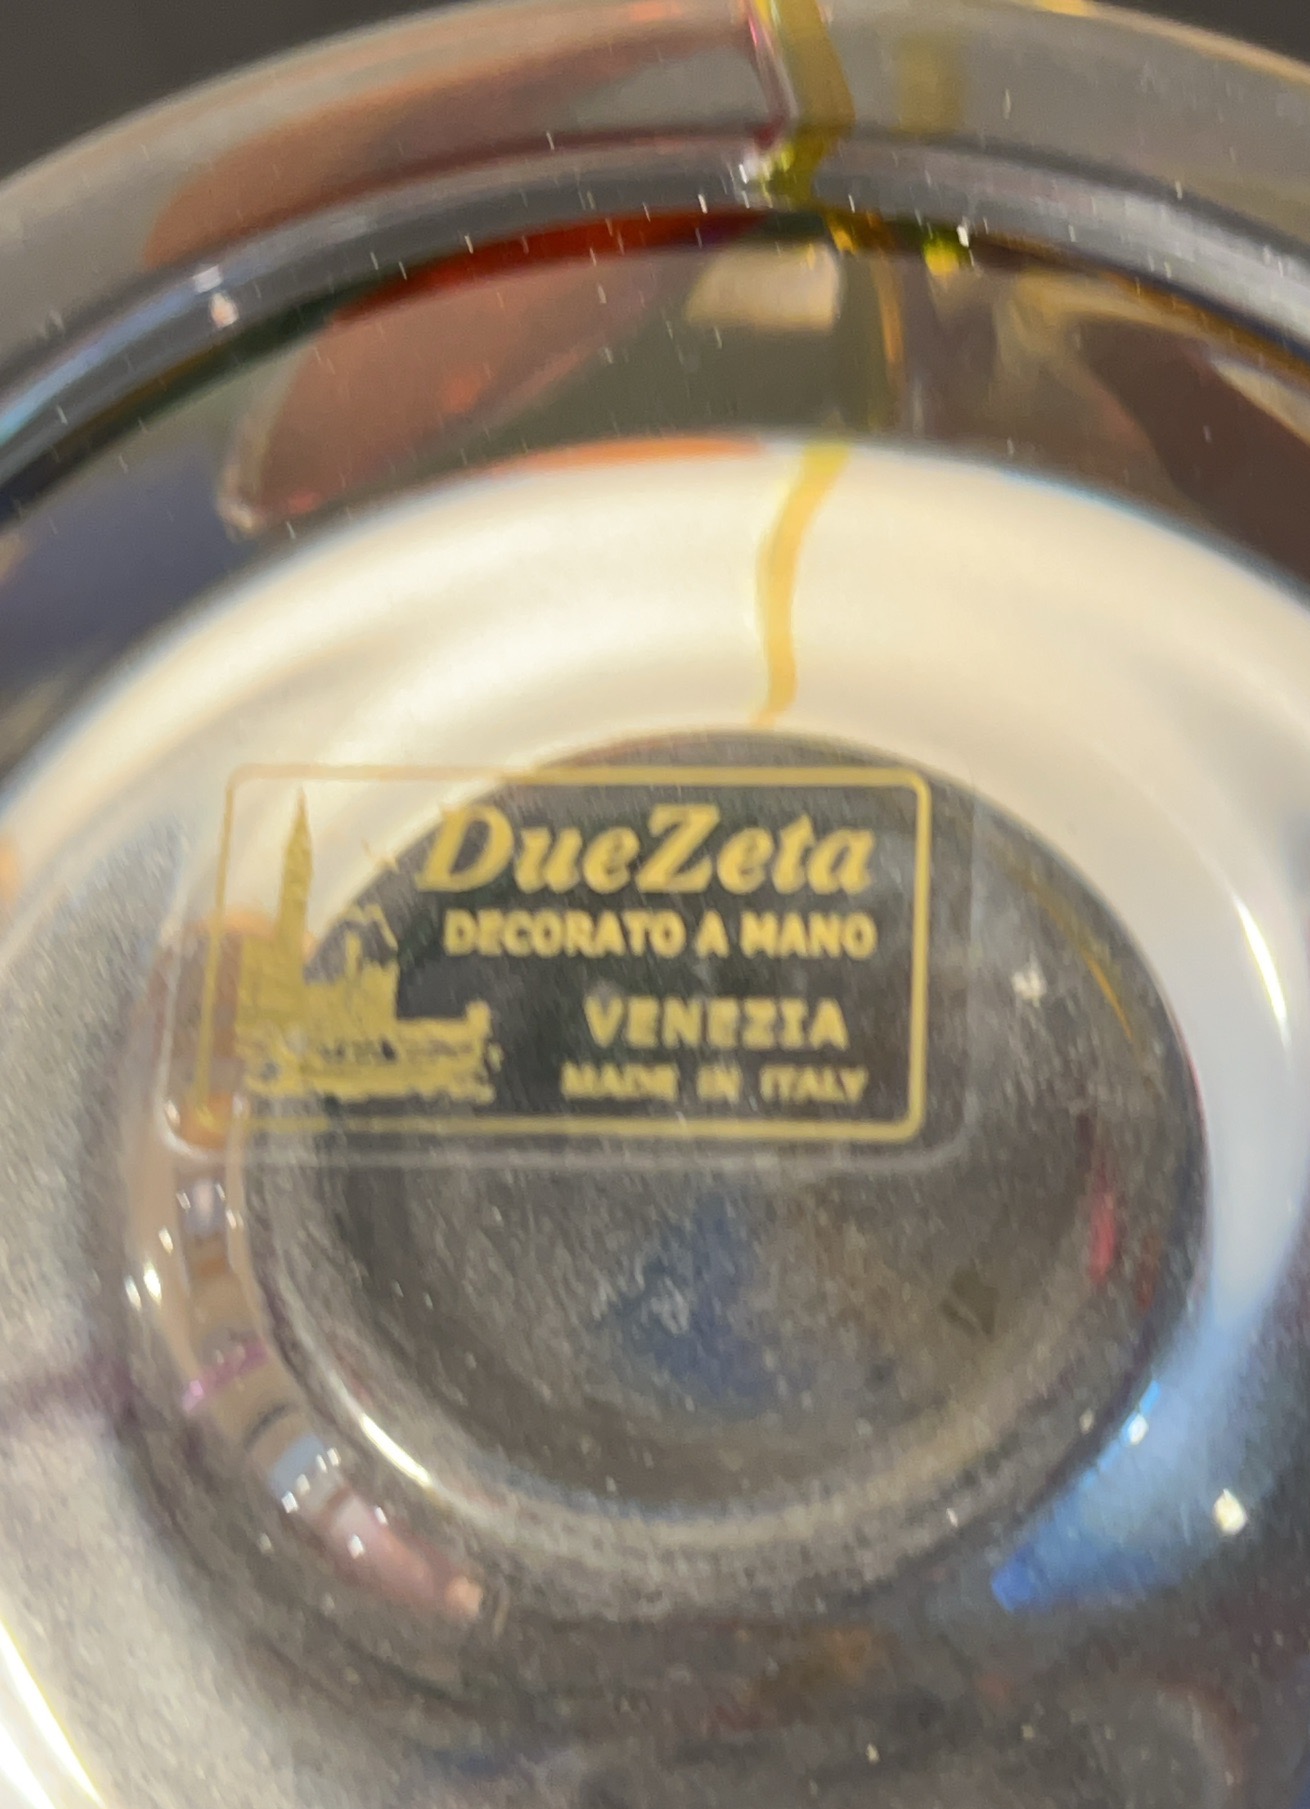 DueZeta
DECORATO A MANO
VENEZIA
MADE IN ITALY